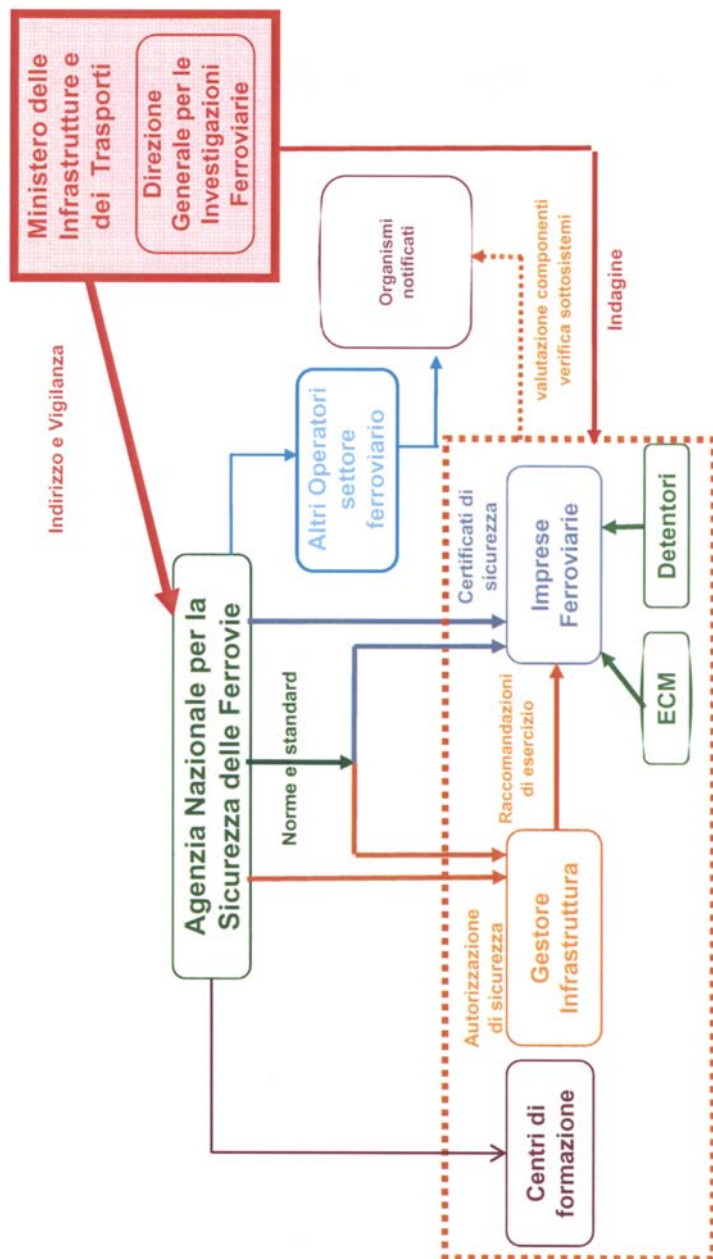 Ministero delle
Infrastrutture e
dei Trasporti
Direzione
Generale per le
Investigazioni
Ferroviarie
Indirizzo e Vigilanza
Agenzia Nazionale per la
Sicurezza delle Ferrovie
Altri Operatori
settore
ferroviario
Organismi
notificati
Norme e standard
valutazione componenti
verifica sottosistemi
Indagine
Autorizzazione
di sicurezza
Certificati di
sicurezza
Centri di
formazione
Gestore
Infrastruttura
Raccomandazioni
di esercizio
Imprese
Ferroviarie
ECM
Detentori